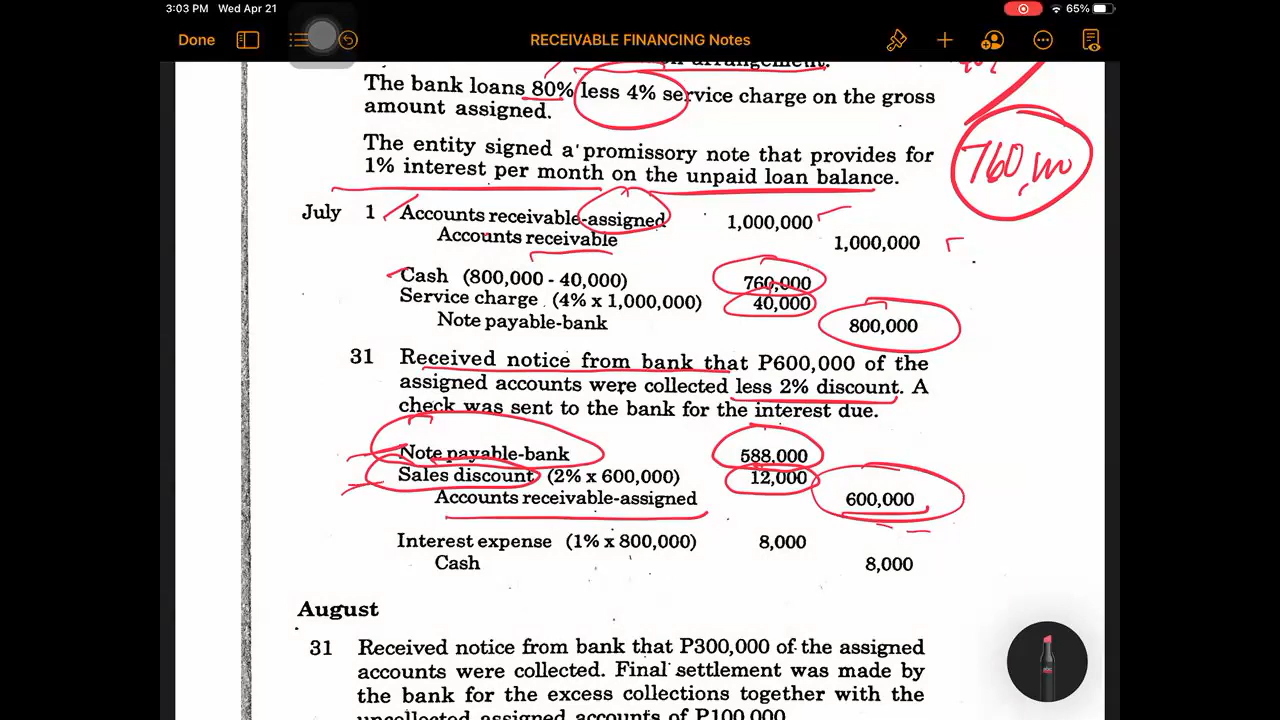 3:03 PM Wed Apr 21
65%
Done
RECEIVABLE FINANCING Notes
arrangement.
The bank loans 80% less 4% service charge on the gross
amount assigned.
The entity signed a promissory note that provides for
1% interest per month on the unpaid loan balance.
760,000
July 1 Accounts receivable-assigned 1,000,000
Accounts receivable 1,000,000
Cash (800,000 - 40,000) 760,000
Service charge (4% x 1,000,000) 40,000
Note payable-bank 800,000
31 Received notice from bank that P600,000 of the
assigned accounts were collected less 2% discount. A
check was sent to the bank for the interest due.
Note payable-bank 588,000
Sales discount (2% x 600,000) 12,000
Accounts receivable-assigned 600,000
Interest expense (1% x 800,000) 8,000
Cash 8,000
August
31 Received notice from bank that P300,000 of the assigned
accounts were collected. Final settlement was made by
the bank for the excess collections together with the
uncollected assigned accounts of P100,000.